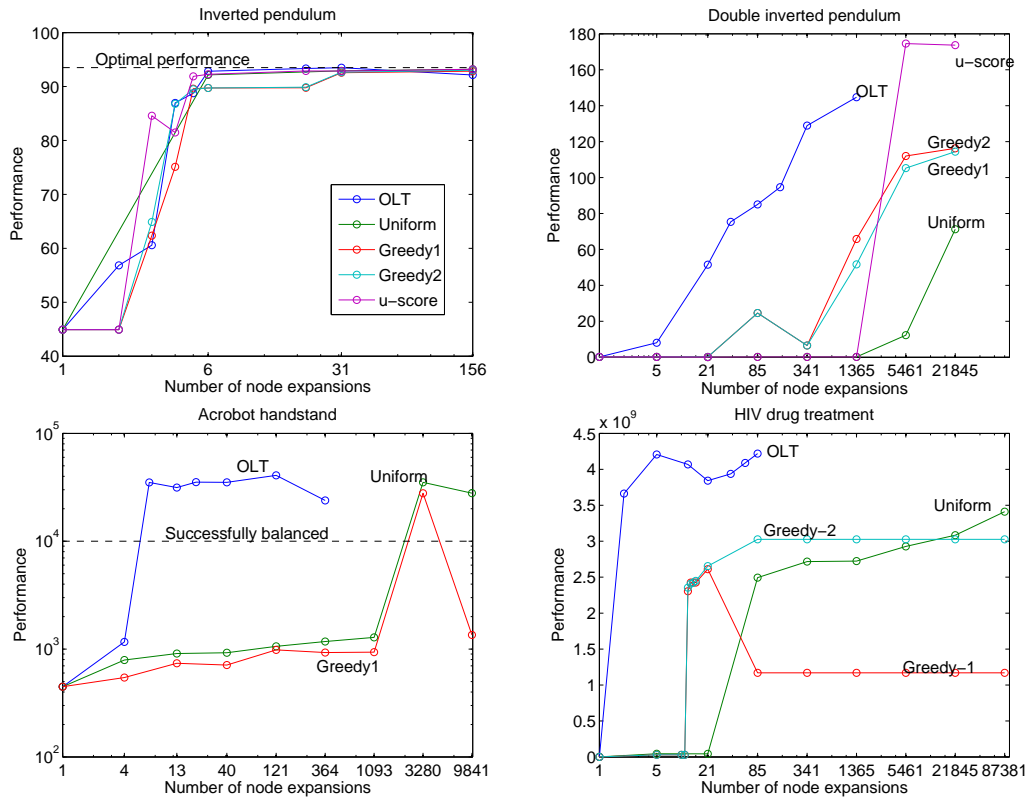 Inverted pendulum
100
90
80
70
60
50
40
Performance
Optimal performance
OLT
Uniform
Greedy1
Greedy2
u−score
1
6
31
156
Number of node expansions
Double inverted pendulum
180
160
140
120
100
80
60
40
20
0
Performance
OLT
u−score
Greedy2
Greedy1
Uniform
5
21
85
341
1365
5461
21845
Number of node expansions
Acrobot handstand
10^5
10^4
10^3
10^2
Performance
OLT
Uniform
Successfully balanced
Greedy1
1
4
13
40
121
364
1093
3280
9841
Number of node expansions
HIV drug treatment
x 10^9
4.5
4
3.5
3
2.5
2
1.5
1
0.5
0
Performance
OLT
Uniform
Greedy−2
Greedy−1
1
5
21
85
341
1365
5461
21845
87381
Number of node expansions